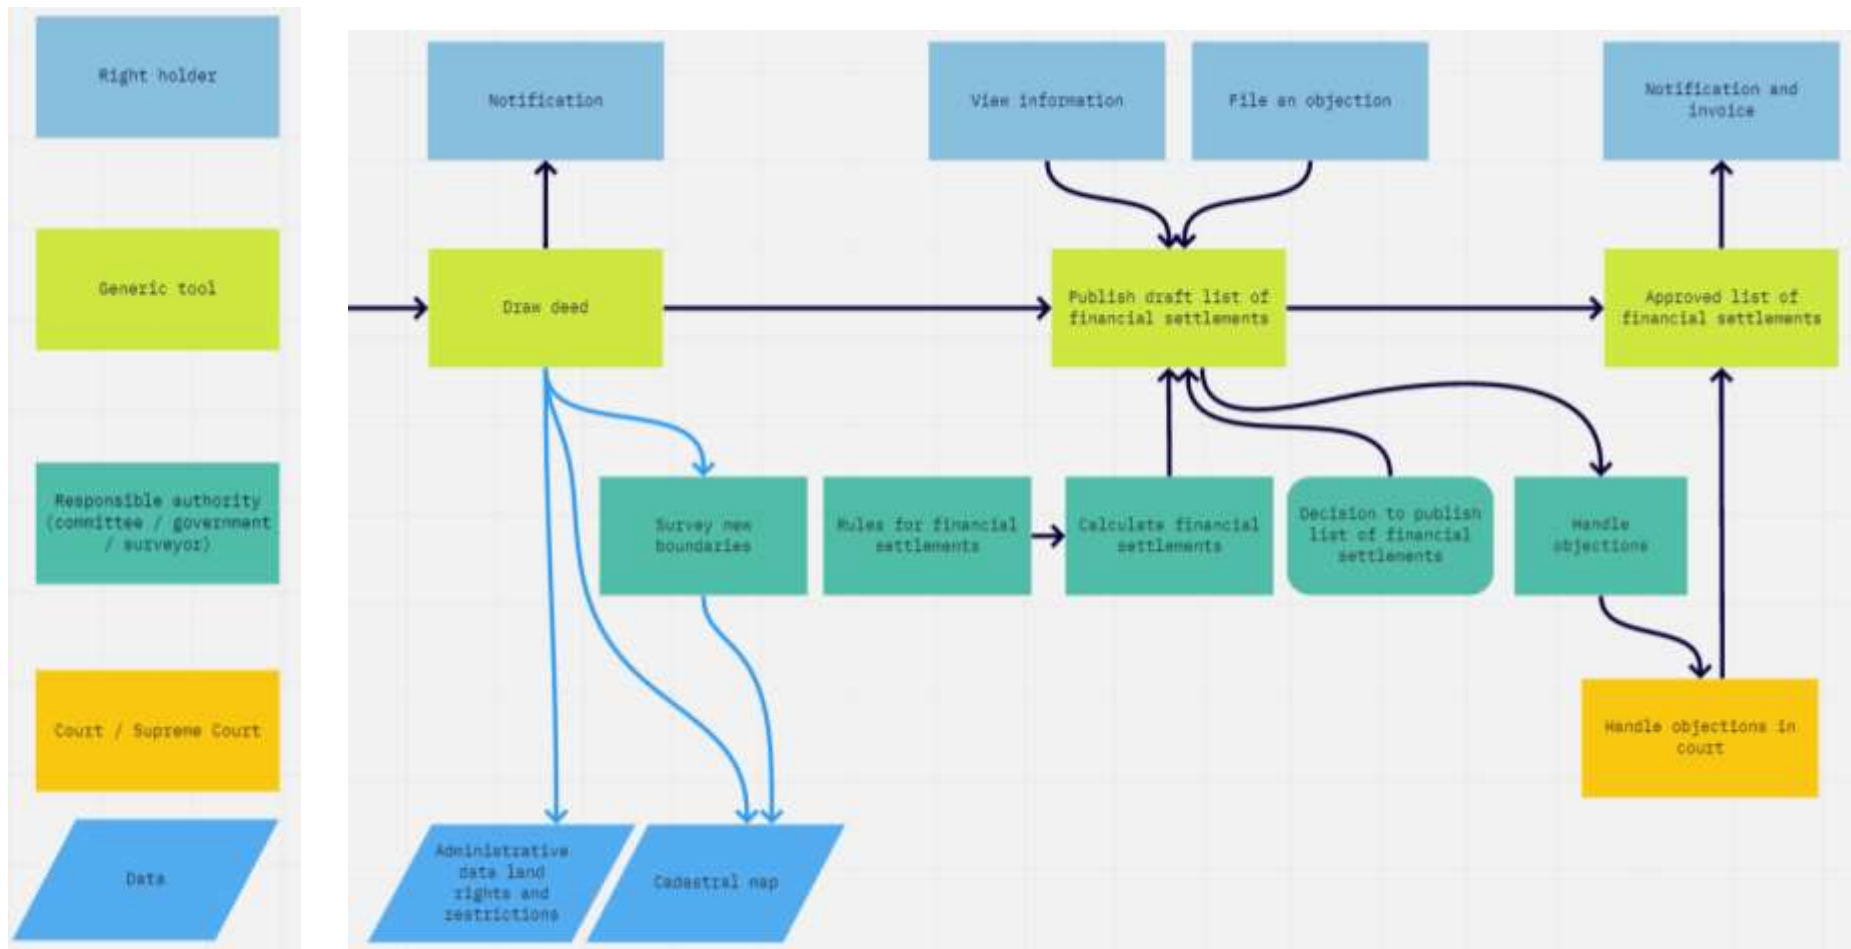 Right holder
Generic tool
Responsible authority
(committee / government
/ surveyor)
Court / Supreme Court
Data
Notification
View information
File an objection
Notification and
invoice
Draw deed
Publish draft list of
financial settlements
Approved list of
financial settlements
Survey new
boundaries
Rules for financial
settlements
Calculate financial
settlements
Decision to publish
list of financial
settlements
Handle
objections
Handle objections in
court
Administrative
data land
rights and
restrictions
Cadastral map